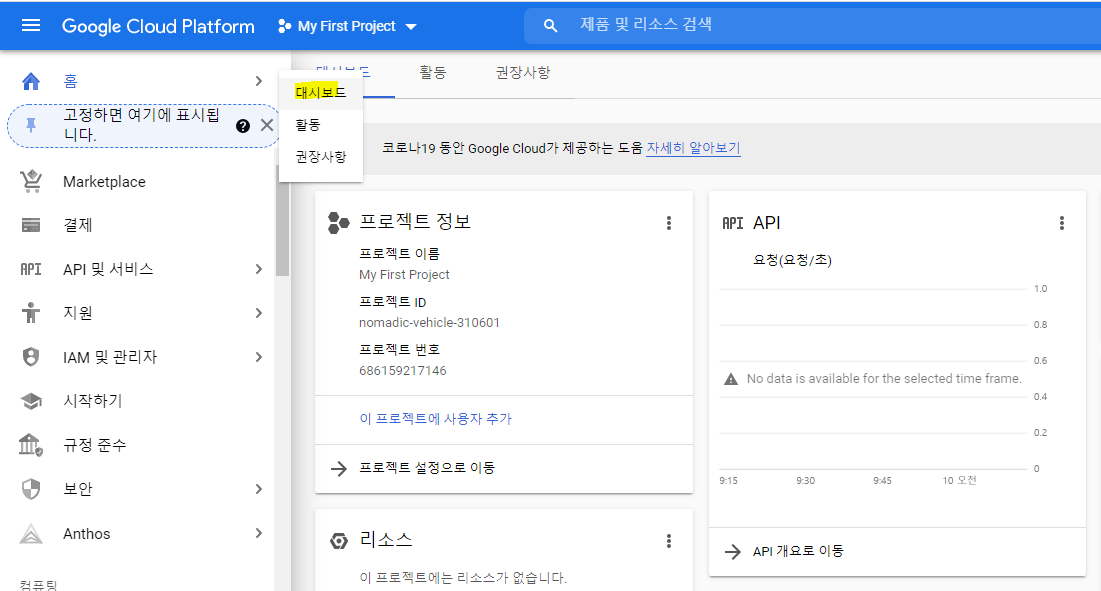 Google Cloud Platform
My First Project
제품 및 리소스 검색
홈
고정하면 여기에 표시됩
니다.
Marketplace
결제
API API 및 서비스
지원
IAM 및 관리자
시작하기
규정 준수
보안
Anthos
컴퓨팅
대시보드
활동
권장사항
대시보드
활동
권장사항
코로나19 동안 Google Cloud가 제공하는 도움 자세히 알아보기
프로젝트 정보
프로젝트 이름
My First Project
프로젝트 ID
nomadic-vehicle-310601
프로젝트 번호
686159217146
이 프로젝트에 사용자 추가
프로젝트 설정으로 이동
리소스
이 프로젝트에는 리소스가 없습니다.
API API
요청(요청/초)
1.0
0.8
0.6
No data is available for the selected time frame.
0.4
0.2
0
9:15 9:30 9:45 10 오전
API 개요로 이동